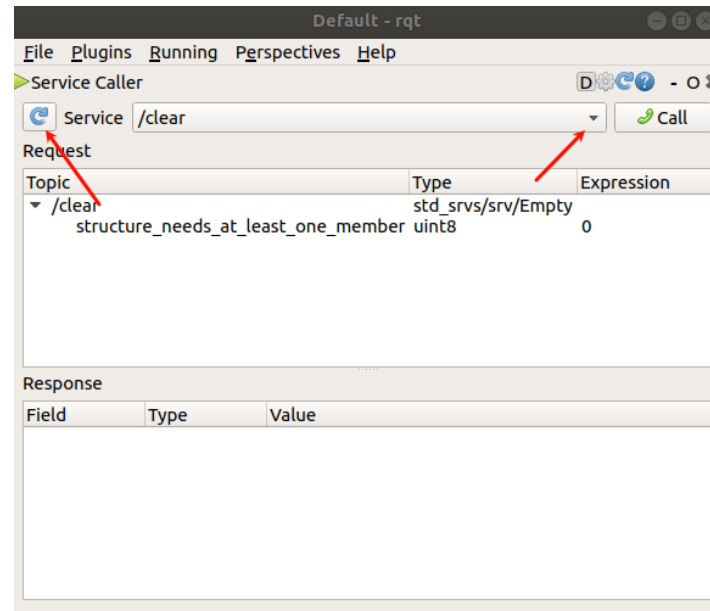 Default - rqt
File Plugins Running Perspectives Help
Service Caller D - O
Service /clear Call
Request
Topic Type Expression
/clear std_srvs/srv/Empty
structure_needs_at_least_one_member uint8 0
Response
Field Type Value